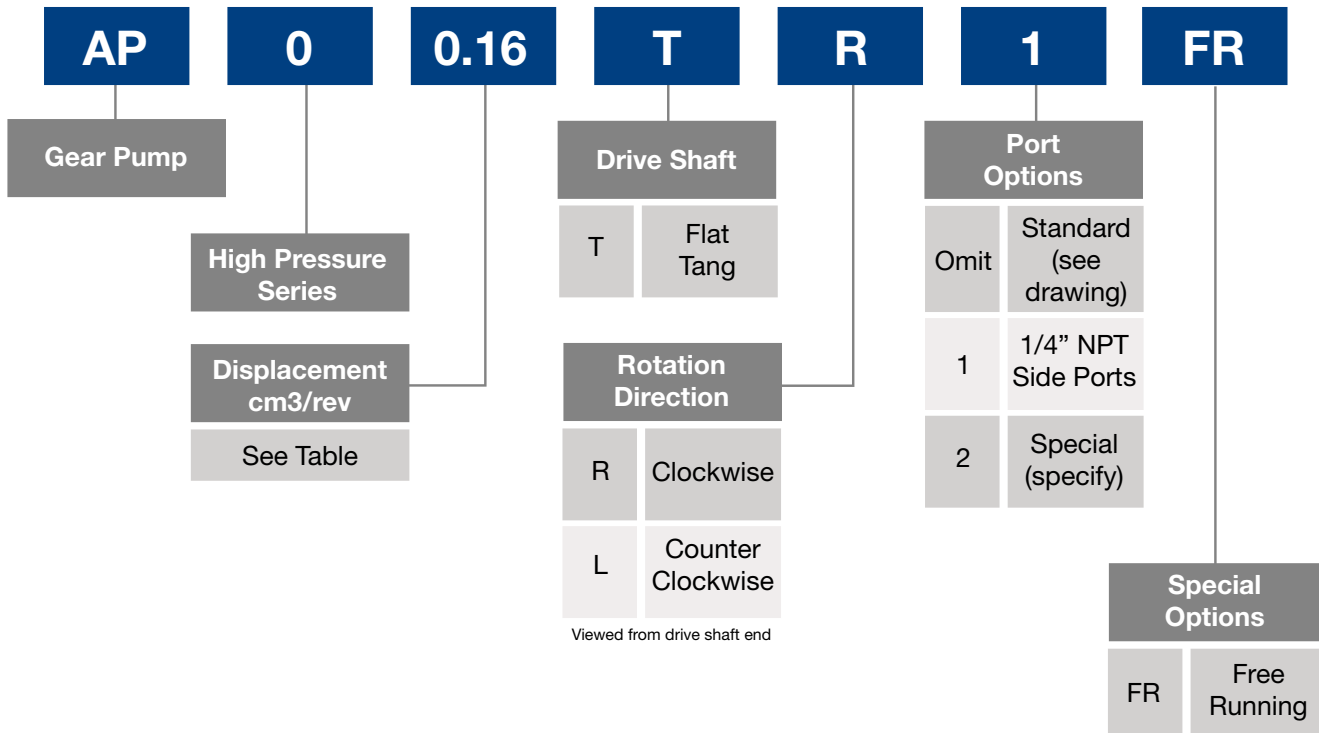 AP 0 0.16 T R 1 FR
Gear Pump
High Pressure
Series
Displacement
cm3/rev
See Table
Drive Shaft
T Flat
Tang
Rotation
Direction
R Clockwise
L Counter
Clockwise
Viewed from drive shaft end
Port
Options
Omit Standard
(see
drawing)
1 1/4” NPT
Side Ports
2 Special
(specify)
Special
Options
FR Free
Running